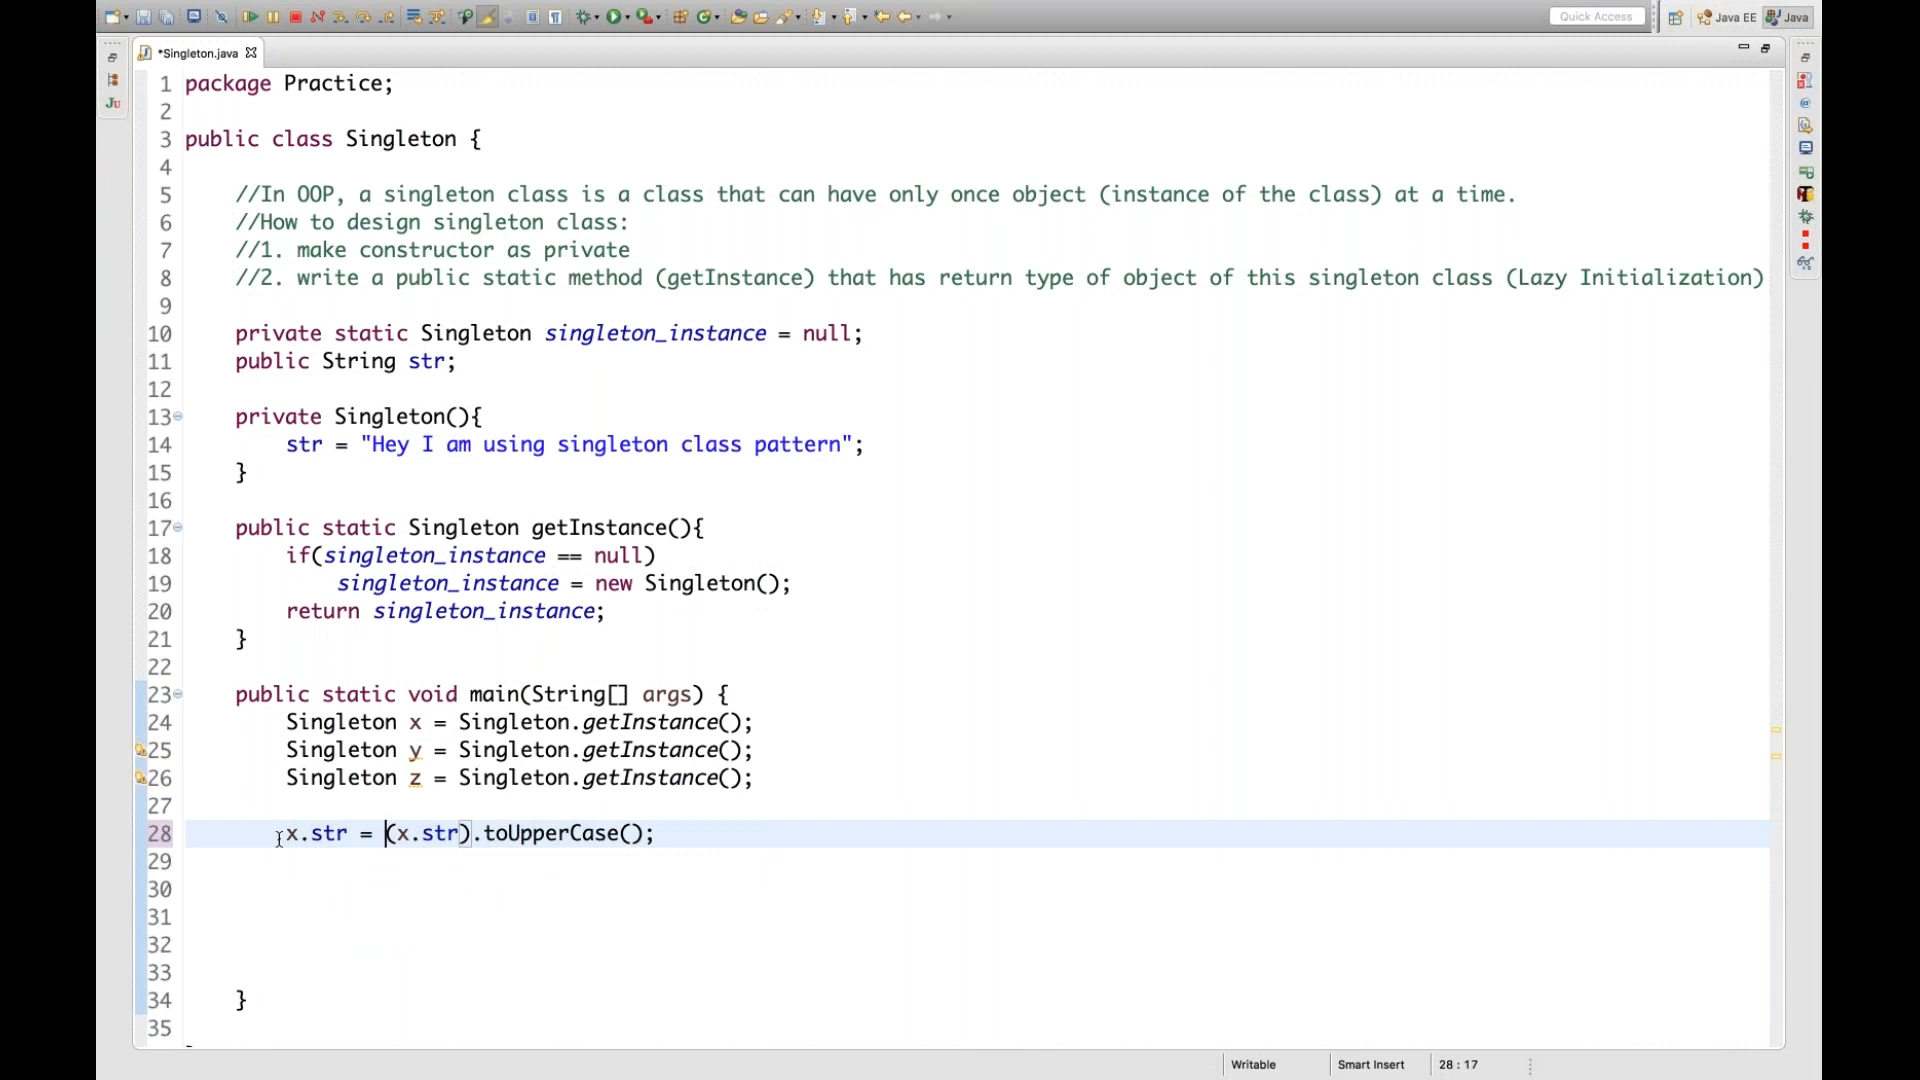 Quick Access
Java EE
Java
*Singleton.java
Ju
1 package Practice;
2
3 public class Singleton {
4
5 //In OOP, a singleton class is a class that can have only once object (instance of the class) at a time.
6 //How to design singleton class:
7 //1. make constructor as private
8 //2. write a public static method (getInstance) that has return type of object of this singleton class (Lazy Initialization)
9
10 private static Singleton singleton_instance = null;
11 public String str;
12
13 private Singleton(){
14 str = "Hey I am using singleton class pattern";
15 }
16
17 public static Singleton getInstance(){
18 if(singleton_instance == null)
19 singleton_instance = new Singleton();
20 return singleton_instance;
21 }
22
23 public static void main(String[] args) {
24 Singleton x = Singleton.getInstance();
25 Singleton y = Singleton.getInstance();
26 Singleton z = Singleton.getInstance();
27
28 x.str = (x.str).toUpperCase();
29
30
31
32
33
34 }
35
Writable
Smart Insert
28 : 17